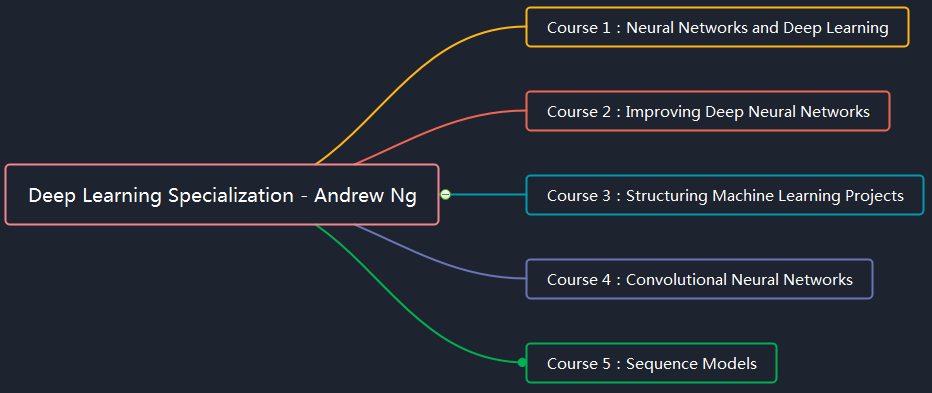 Course 1：Neural Networks and Deep Learning
Course 2：Improving Deep Neural Networks
Deep Learning Specialization - Andrew Ng
Course 3：Structuring Machine Learning Projects
Course 4：Convolutional Neural Networks
Course 5：Sequence Models